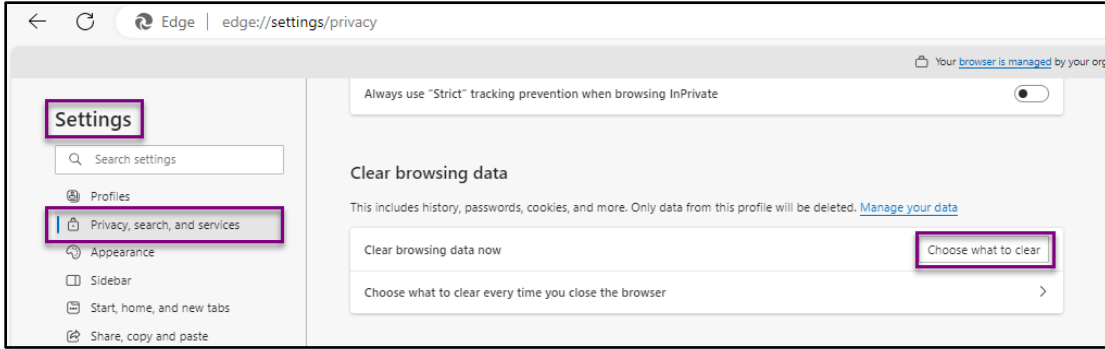 Edge | edge://settings/privacy
Your browser is managed by your org
Settings
Search settings
Profiles
Privacy, search, and services
Appearance
Sidebar
Start, home, and new tabs
Share, copy and paste
Always use "Strict" tracking prevention when browsing InPrivate
Clear browsing data
This includes history, passwords, cookies, and more. Only data from this profile will be deleted. Manage your data
Clear browsing data now
Choose what to clear
Choose what to clear every time you close the browser